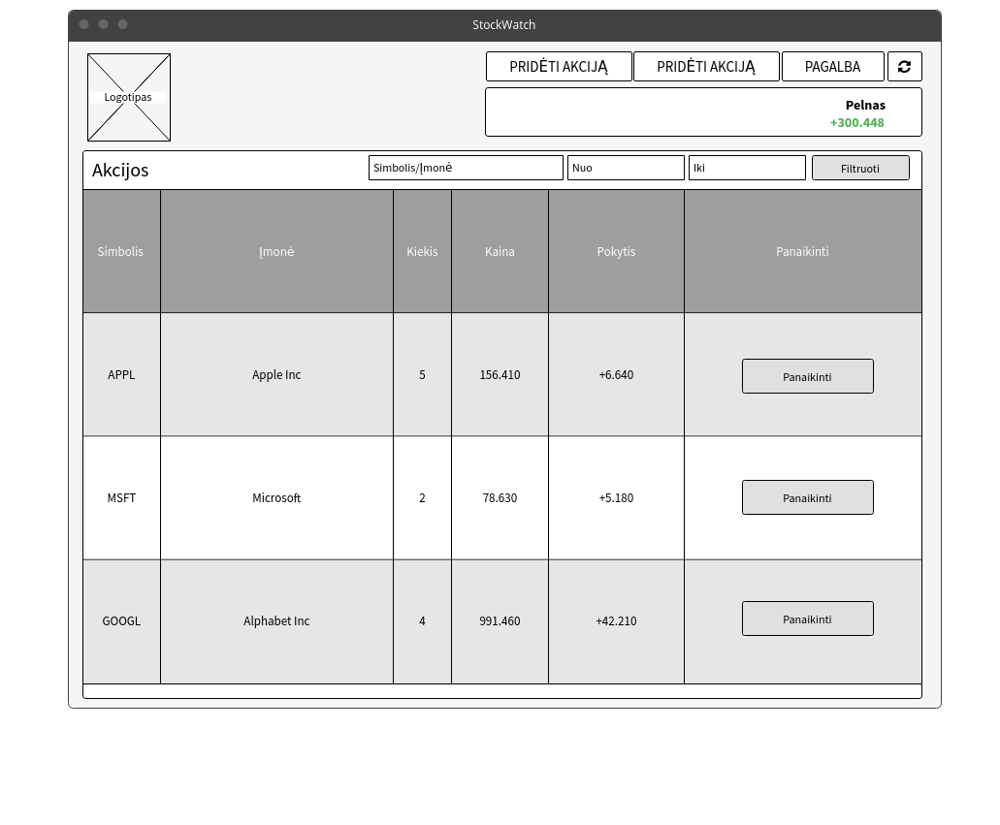 StockWatch
Logotipas
PRIDĖTI AKCIJĄ PRIDĖTI AKCIJĄ PAGALBA
Pelnas
+300.448
Akcijos Simbolis/Įmonė Nuo Iki Filtruoti
Simbolis Įmonė Kiekis Kaina Pokytis Panaikinti
APPL Apple Inc 5 156.410 +6.640 Panaikinti
MSFT Microsoft 2 78.630 +5.180 Panaikinti
GOOGL Alphabet Inc 4 991.460 +42.210 Panaikinti